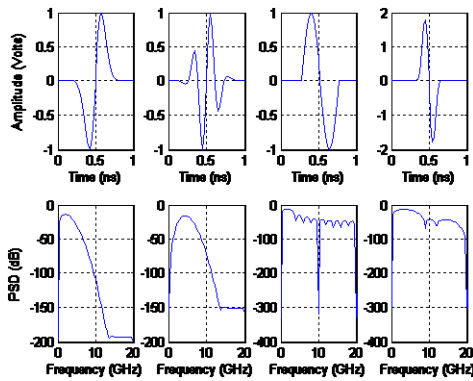 1 1 1 2
0.5 0.5 0.5 1
0 0 0 0
-0.5 -0.5 -0.5 -1
-1 -1 -1 -2
0 0.5 1 0 0.5 1 0 0.5 1 0 0.5 1
Amplitude (Volts)
Time (ns) Time (ns) Time (ns) Time (ns)
0 0 0 0
-50 -50 -100 -100
-100 -100 -200 -200
-150 -150 -300 -300
-200 -200 -400 -400
0 10 20 0 10 20 0 10 20 0 10 20
PSD (dB)
Frequency (GHz) Frequency (GHz) Frequency (GHz) Frequency (GHz)